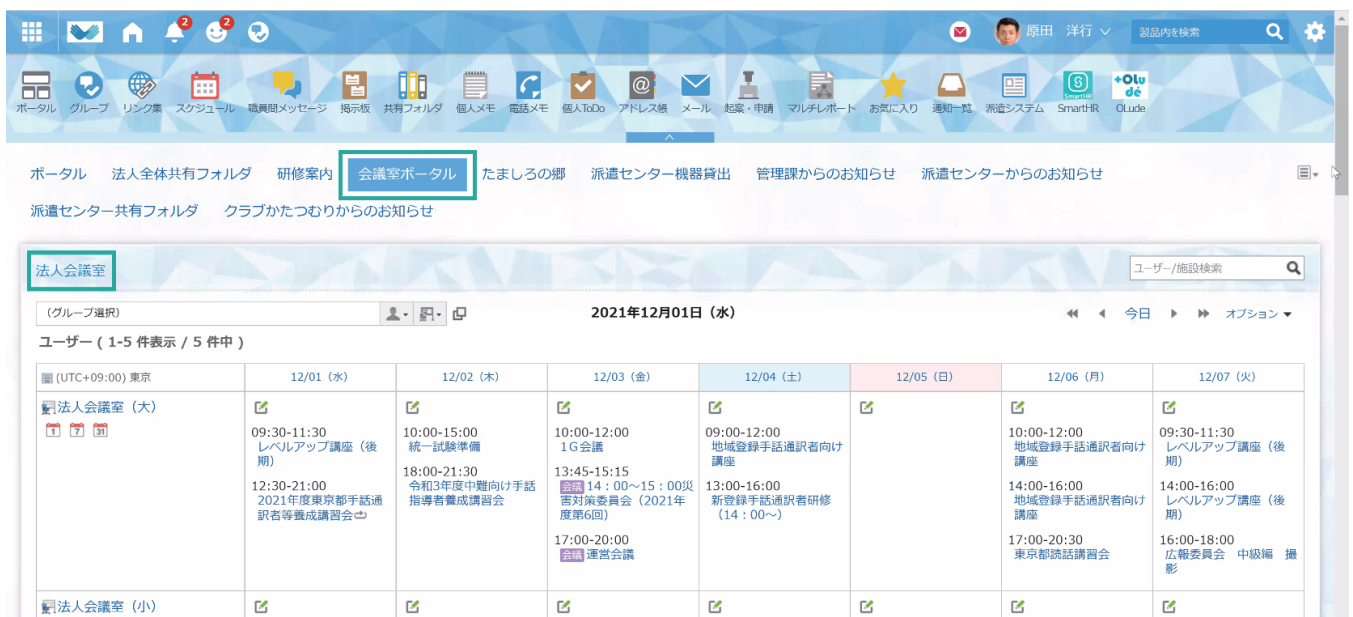 2 2 原田 洋行 製品内を検索
ポータル グループ リンク集 スケジュール 職員間メッセージ 掲示板 共有フォルダ 個人メモ 電話メモ 個人ToDo アドレス帳 メール 起案・申請 マルチレポート お気に入り 通知一覧 派遣システム SmartHR OLude
ポータル 法人全体共有フォルダ 研修案内 会議室ポータル たましろの郷 派遣センター機器貸出 管理課からのお知らせ 派遣センターからのお知らせ
派遣センター共有フォルダ クラブかたつむりからのお知らせ
法人会議室 ユーザー/施設検索
(グループ選択) 2021年12月01日（水） 今日 オプション
ユーザー ( 1-5 件表示 / 5 件中 )
(UTC+09:00) 東京 12/01（水） 12/02（木） 12/03（金） 12/04（土） 12/05（日） 12/06（月） 12/07（火）
法人会議室（大）
1 7 31
09:30-11:30
レベルアップ講座（後
期）
12:30-21:00
2021年度東京都手話通
訳者等養成講習会
10:00-15:00
統一試験準備
18:00-21:30
令和3年度中難向け手話
指導者養成講習会
10:00-12:00
1G会議
13:45-15:15
会議 14：00～15：00災
害対策委員会（2021年
度第6回）
17:00-20:00
会議 運営会議
09:00-12:00
地域登録手話通訳者向け
講座
13:00-16:00
新登録手話通訳者研修
（14：00～）
10:00-12:00
地域登録手話通訳者向け
講座
14:00-16:00
地域登録手話通訳者向け
講座
17:00-20:30
東京都読話講習会
09:30-11:30
レベルアップ講座（後
期）
14:00-16:00
レベルアップ講座（後
期）
16:00-18:00
広報委員会 中級編 撮
影
法人会議室（小）